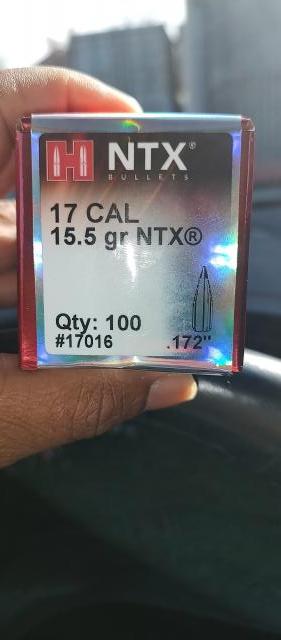 H NTX®
BULLETS
17 CAL
15.5 gr NTX®
Qty: 100
#17016 .172"